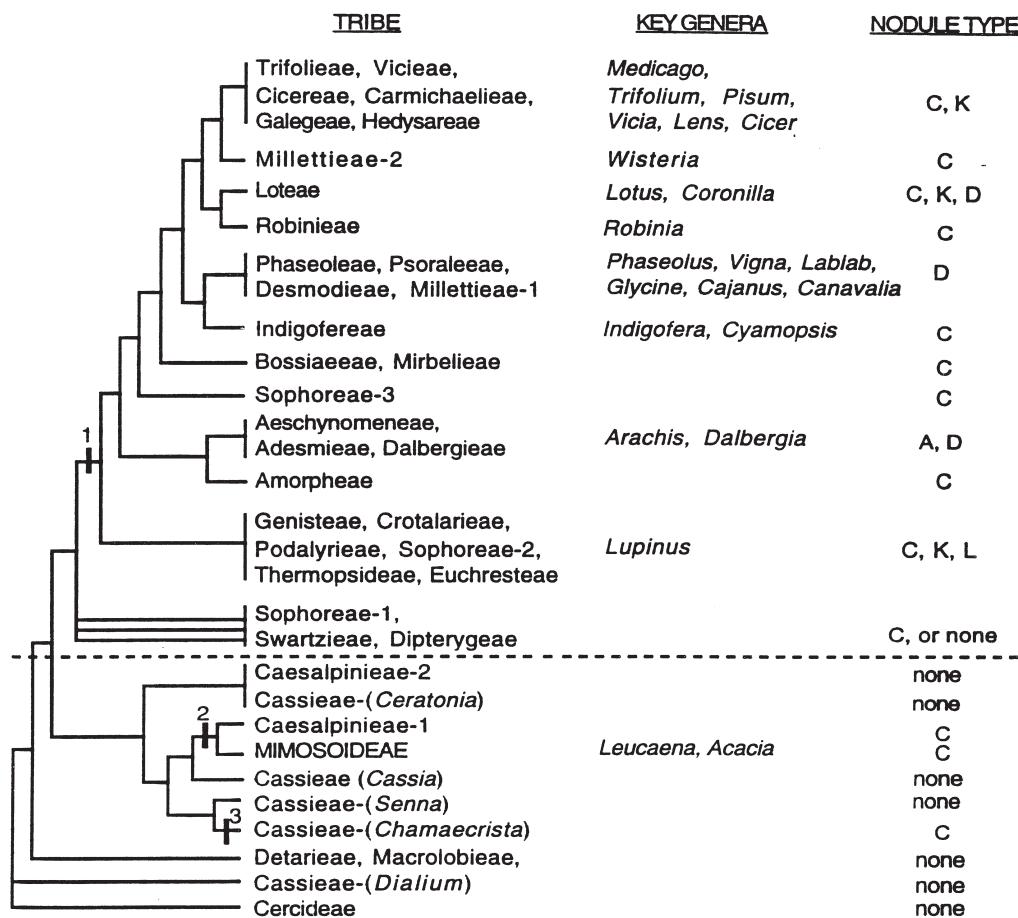 TRIBE KEY GENERA NODULE TYPE
Trifolieae, Vicieae, Medicago,
Cicereae, Carmichaelieae, Trifolium, Pisum, C, K
Galegeae, Hedysareae Vicia, Lens, Cicer
Millettieae-2 Wisteria C
Loteae Lotus, Coronilla C, K, D
Robinieae Robinia C
Phaseoleae, Psoraleeae, Phaseolus, Vigna, Lablab, D
Desmodieae, Millettieae-1 Glycine, Cajanus, Canavalia
Indigofereae Indigofera, Cyamopsis C
Bossiaeeae, Mirbelieae C
Sophoreae-3 C
Aeschynomeneae,
1 Adesmieae, Dalbergieae Arachis, Dalbergia A, D
Amorpheae C
Genisteae, Crotalarieae,
Podalyrieae, Sophoreae-2, Lupinus C, K, L
Thermopsideae, Euchresteae
Sophoreae-1,
Swartzieae, Dipterygeae C, or none
Caesalpinieae-2 none
Cassieae-(Ceratonia) none
2 Caesalpinieae-1 C
MIMOSOIDEAE Leucaena, Acacia C
Cassieae (Cassia) none
Cassieae-(Senna) none
3 Cassieae-(Chamaecrista) C
Detarieae, Macrolobieae, none
Cassieae-(Dialium) none
Cercideae none